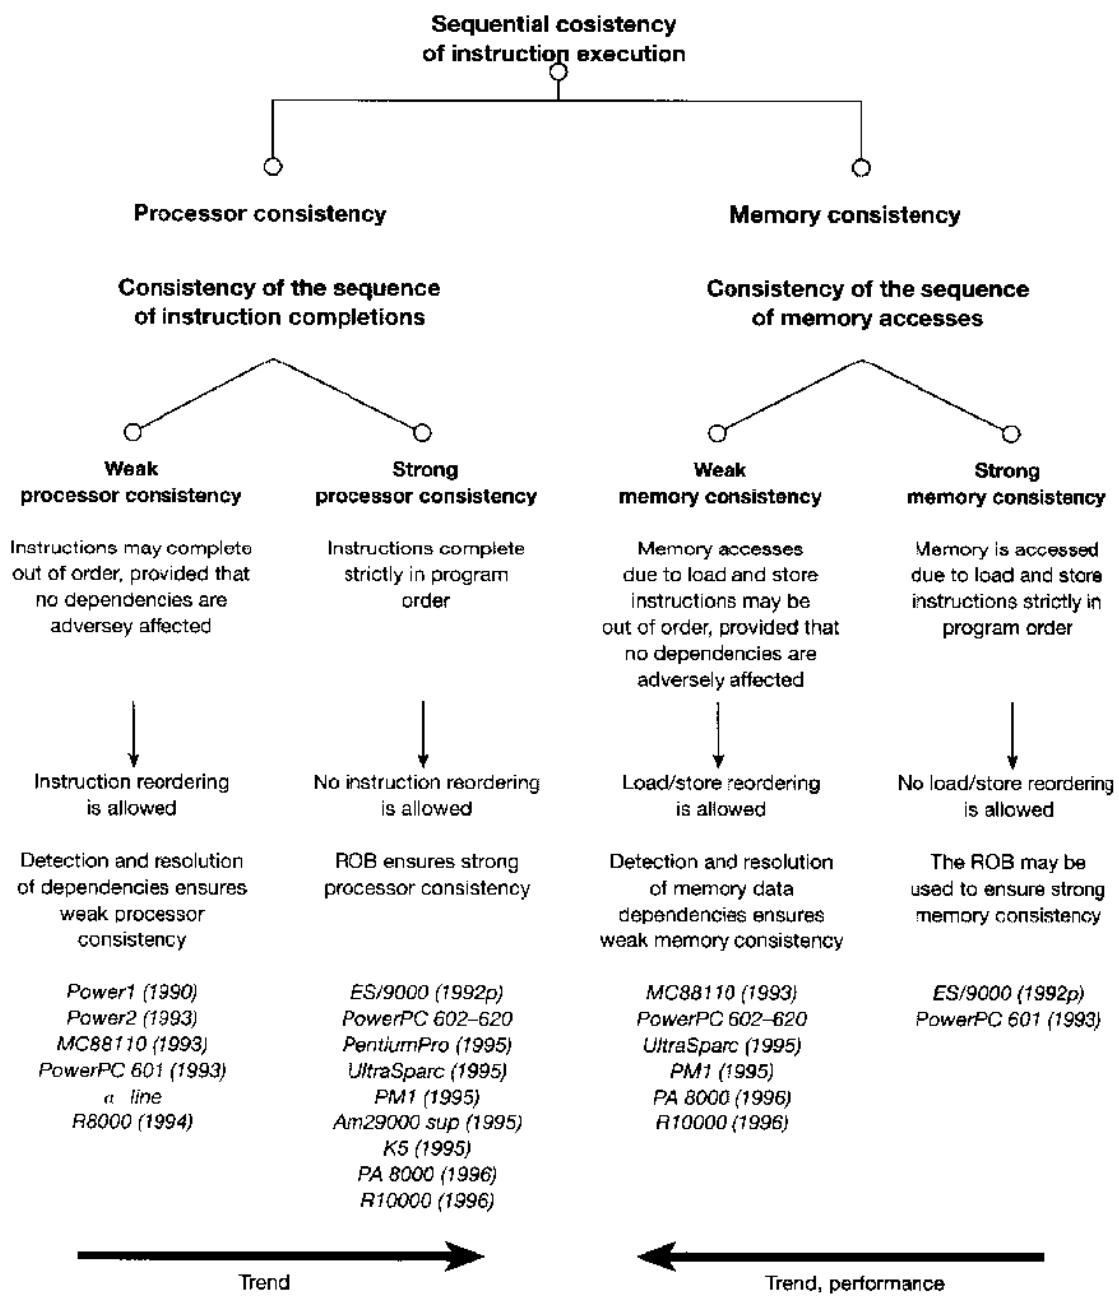 Sequential cosistency
of instruction execution
Processor consistency
Memory consistency
Consistency of the sequence
of instruction completions
Consistency of the sequence
of memory accesses
Weak
processor consistency
Strong
processor consistency
Weak
memory consistency
Strong
memory consistency
Instructions may complete
out of order, provided that
no dependencies are
adversey affected
Instructions complete
strictly in program
order
Memory accesses
due to load and store
instructions may be
out of order, provided that
no dependencies are
adversely affected
Memory is accessed
due to load and store
instructions strictly in
program order
Instruction reordering
is allowed
No instruction reordering
is allowed
Load/store reordering
is allowed
No load/store reordering
is allowed
Detection and resolution
of dependencies ensures
weak processor
consistency
ROB ensures strong
processor consistency
Detection and resolution
of memory data
dependencies ensures
weak memory consistency
The ROB may be
used to ensure strong
memory consistency
Power1 (1990)
Power2 (1993)
MC88110 (1993)
PowerPC 601 (1993)
α line
R8000 (1994)
ES/9000 (1992p)
PowerPC 602–620
PentiumPro (1995)
UltraSparc (1995)
PM1 (1995)
Am29000 sup (1995)
K5 (1995)
PA 8000 (1996)
R10000 (1996)
MC88110 (1993)
PowerPC 602–620
UltraSparc (1995)
PM1 (1995)
PA 8000 (1996)
R10000 (1996)
ES/9000 (1992p)
PowerPC 601 (1993)
Trend
Trend, performance